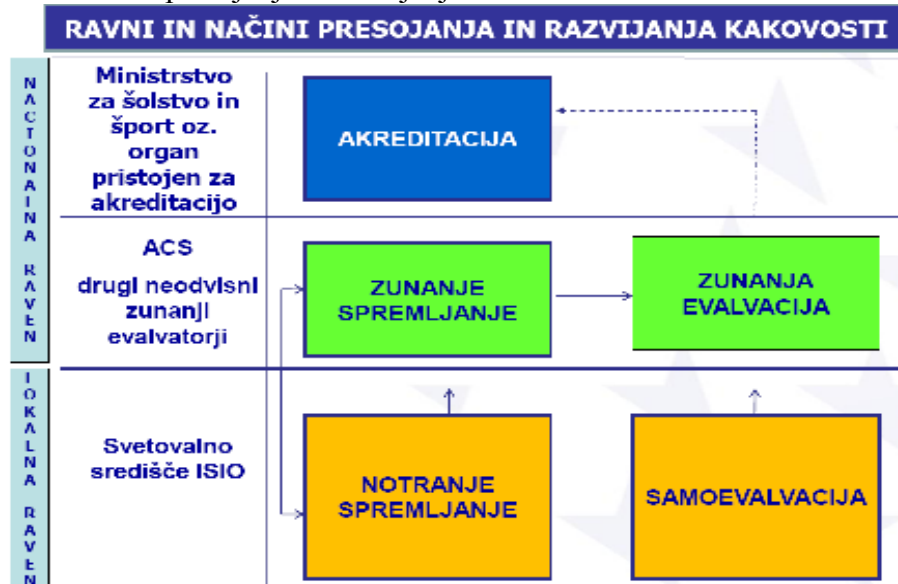 RAVNI IN NAČINI PRESOJANJA IN RAZVIJANJA KAKOVOSTI
NACIONALNA RAVEN
Ministrstvo
za šolstvo in
šport oz.
organ
pristojen za
akreditacijo
AKREDITACIJA
ACS
drugi neodvisni
zunanji
evalvatorji
ZUNANJE
SPREMLJANJE
ZUNANJA
EVALVACIJA
LOKALNA RAVEN
Svetovalno
središče ISIO
NOTRANJE
SPREMLJANJE
SAMOEVALVACIJA